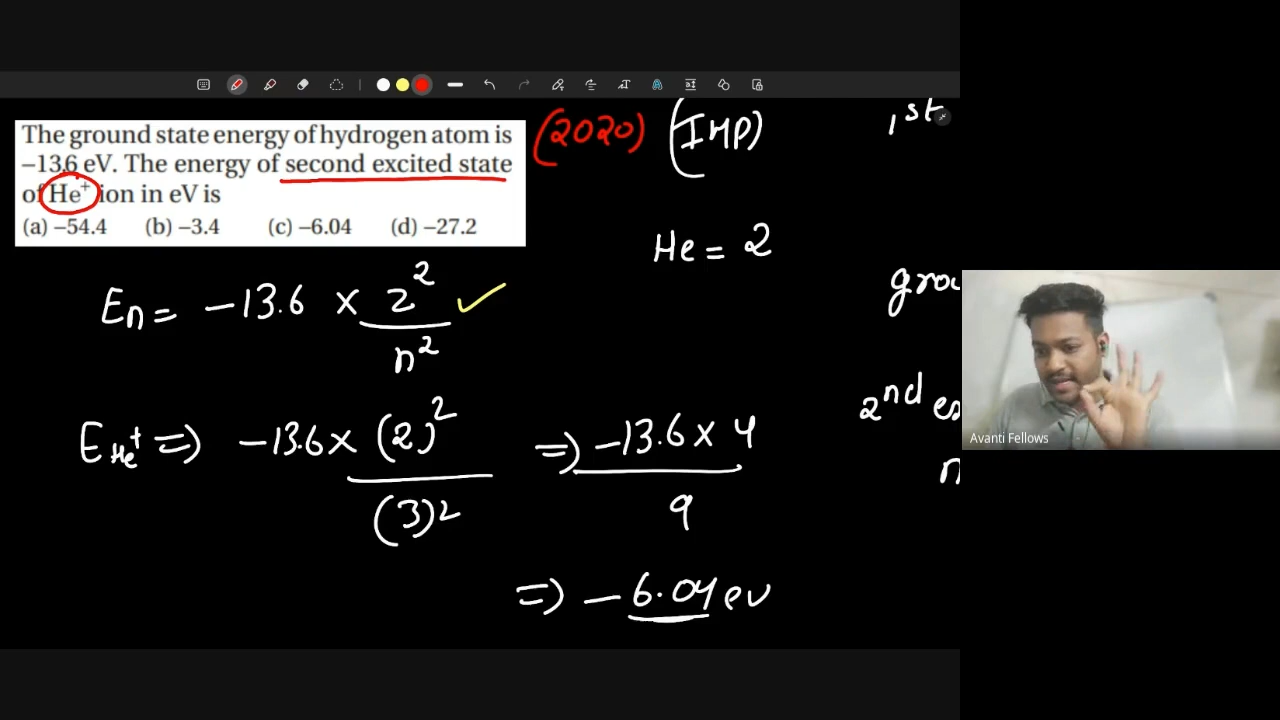 The ground state energy of hydrogen atom is
–13.6 eV. The energy of second excited state
of He⁺ ion in eV is
(a) –54.4 (b) –3.4 (c) –6.04 (d) –27.2
(2020) (IMP)
1st
He = 2
E_n = -13.6 × z²/n²
grou
E_He⁺ => -13.6 × (2)²/(3)² => -13.6 × 4/9
2nd
n
=> -6.04 ev
Avanti Fellows